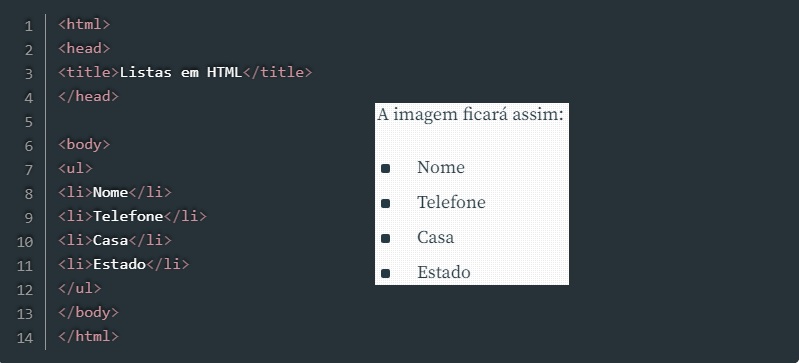 1 <html>
2 <head>
3 <title>Listas em HTML</title>
4 </head>
5
6 <body>
7 <ul>
8 <li>Nome</li>
9 <li>Telefone</li>
10 <li>Casa</li>
11 <li>Estado</li>
12 </ul>
13 </body>
14 </html>
A imagem ficará assim:
Nome
Telefone
Casa
Estado